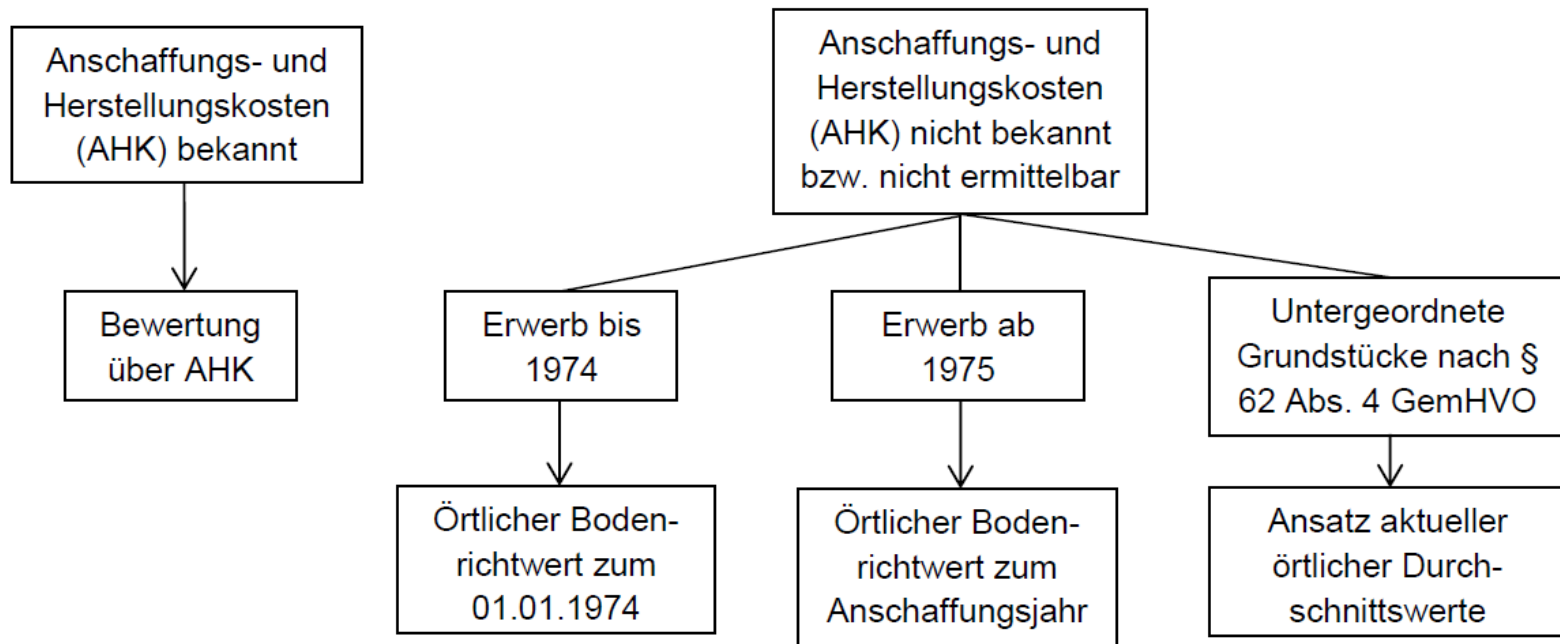 Anschaffungs- und
Herstellungskosten
(AHK) bekannt
Anschaffungs- und
Herstellungskosten
(AHK) nicht bekannt
bzw. nicht ermittelbar
Bewertung
über AHK
Erwerb bis
1974
Erwerb ab
1975
Untergeordnete
Grundstücke nach §
62 Abs. 4 GemHVO
Örtlicher Boden-
richtwert zum
01.01.1974
Örtlicher Boden-
richtwert zum
Anschaffungsjahr
Ansatz aktueller
örtlicher Durch-
schnittswerte